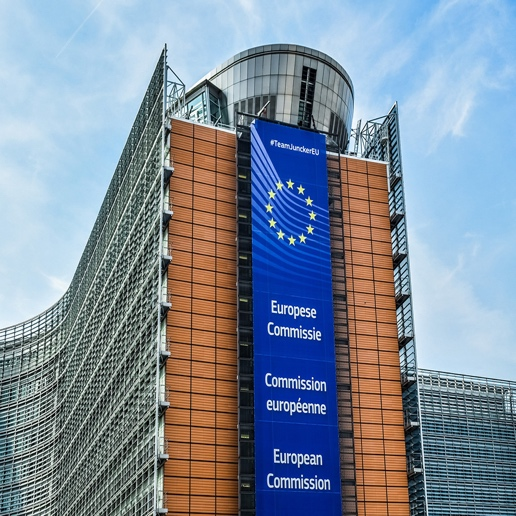 #TeamJunckerEU
Europese
Commissie
Commission
européenne
European
Commission